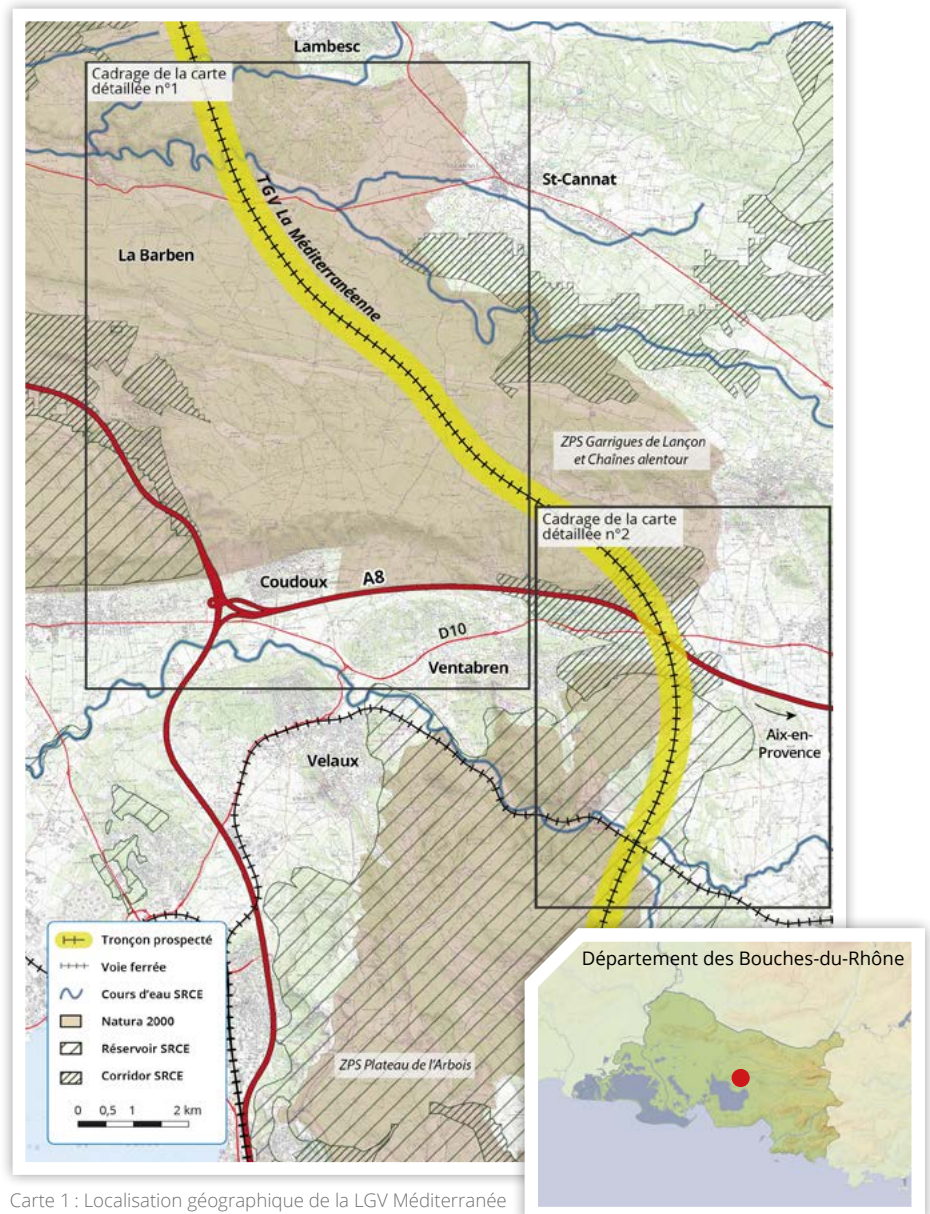 Lambesc
Cadrage de la carte
détaillée n°1
St-Cannat
TGV La Méditerranéenne
La Barben
ZPS Garrigues de Lançon
et Chaînes alentour
Cadrage de la carte
détaillée n°2
Coudoux
A8
D10
Ventabren
Aix-en-
Provence
Velaux
Tronçon prospecté
Voie ferrée
Cours d'eau SRCE
Natura 2000
Réservoir SRCE
Corridor SRCE
0 0,5 1 2 km
ZPS Plateau de l'Arbois
Département des Bouches-du-Rhône
Carte 1 : Localisation géographique de la LGV Méditerranée